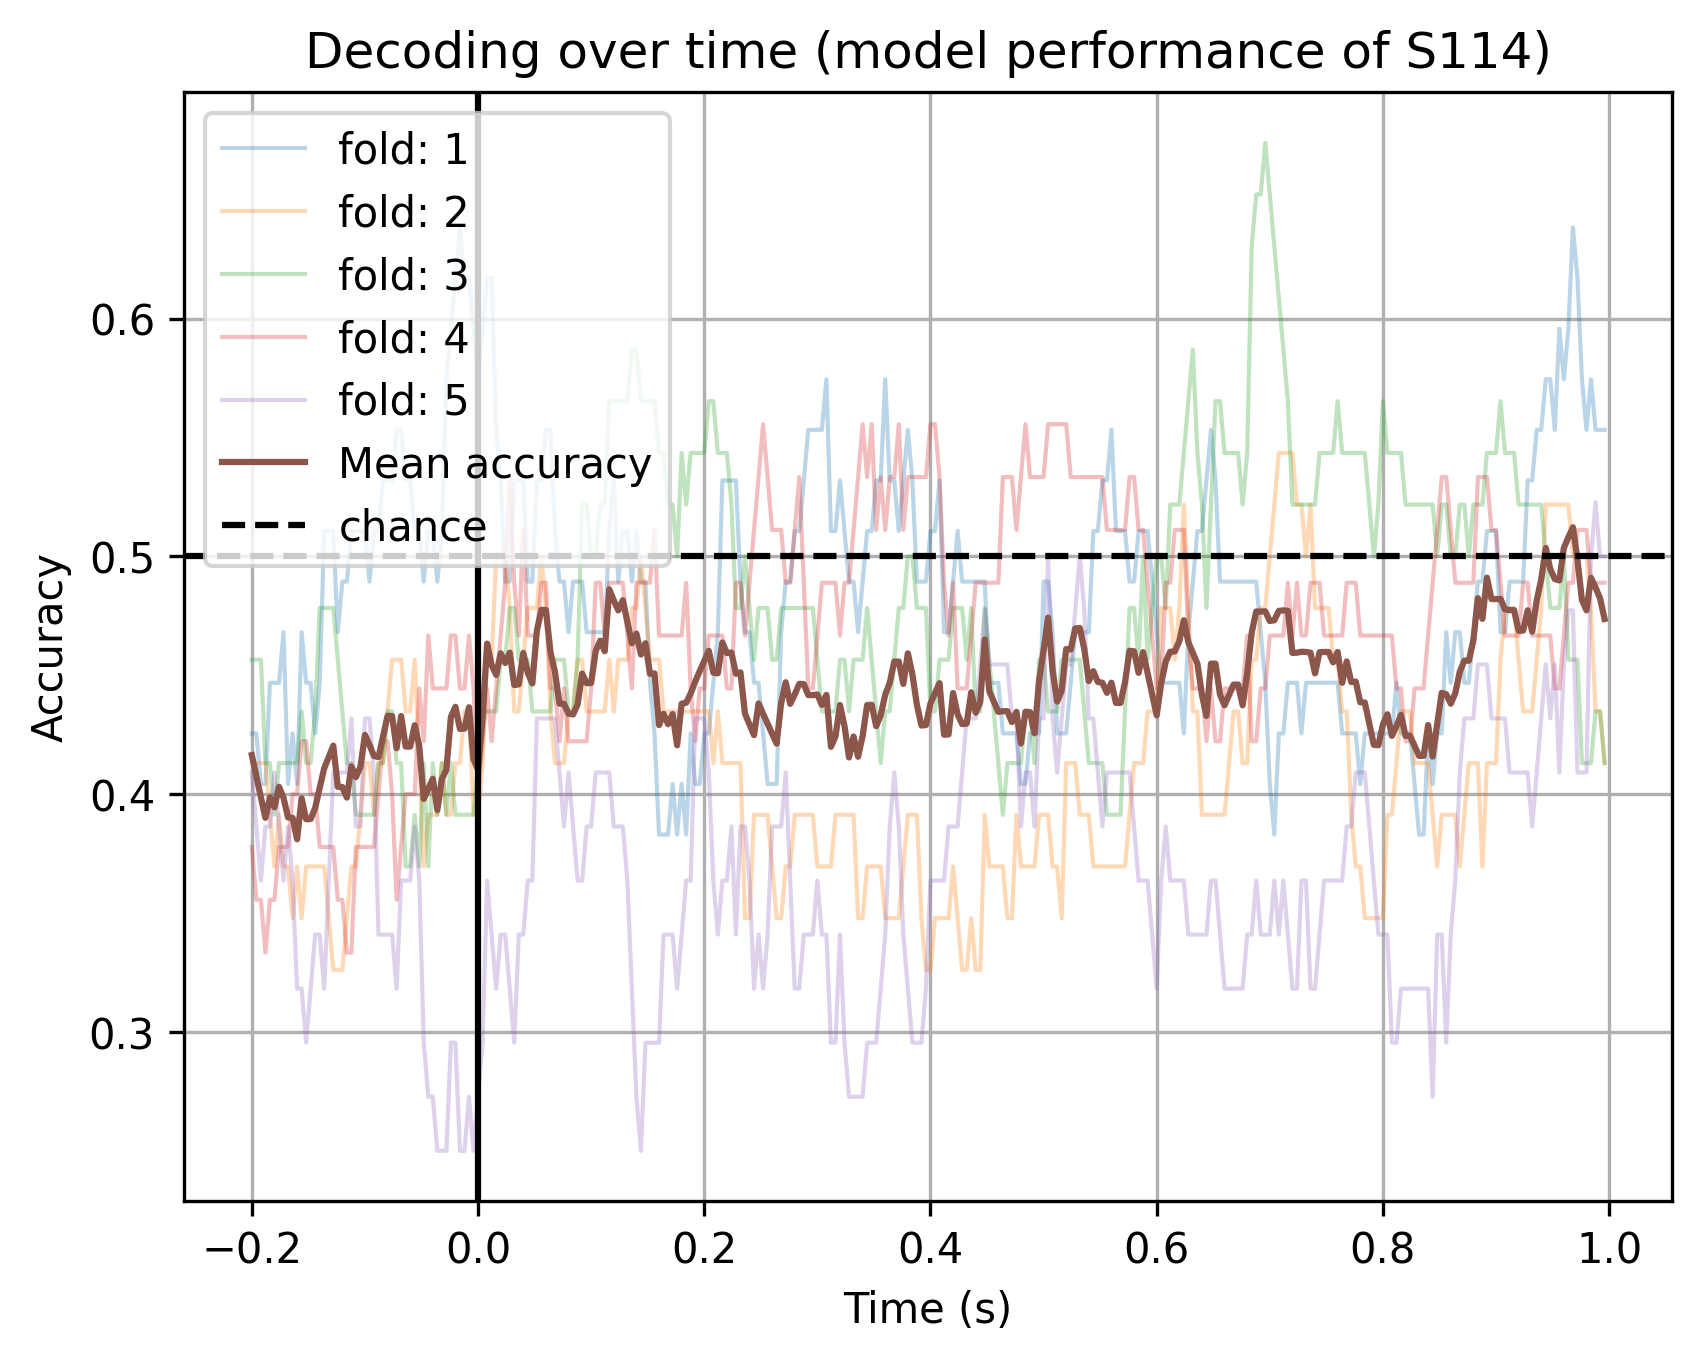 Decoding over time (model performance of S114)
fold: 1
fold: 2
fold: 3
fold: 4
fold: 5
Mean accuracy
chance
Accuracy
0.6
0.5
0.4
0.3
−0.2 0.0 0.2 0.4 0.6 0.8 1.0
Time (s)